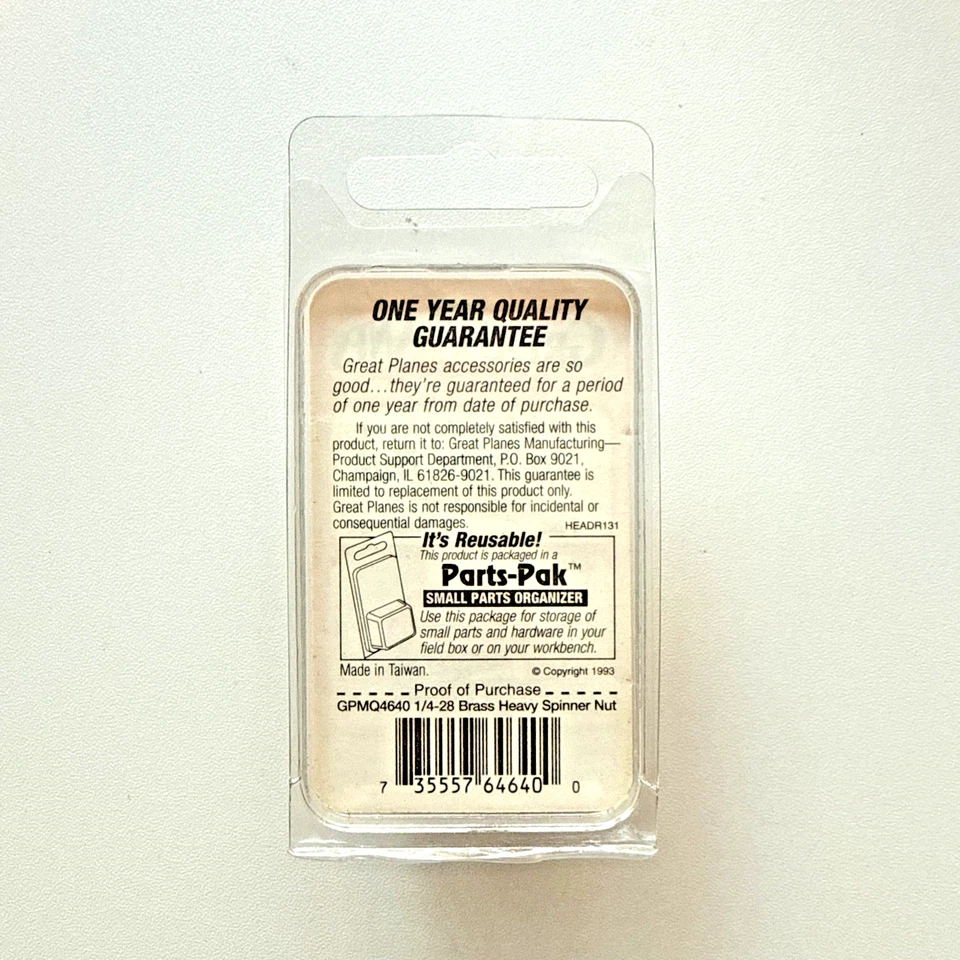 ONE YEAR QUALITY
GUARANTEE
Great Planes accessories are so
good...they're guaranteed for a period
of one year from date of purchase.
If you are not completely satisfied with this
product, return it to: Great Planes Manufacturing—
Product Support Department, P.O. Box 9021,
Champaign, IL 61826-9021. This guarantee is
limited to replacement of this product only.
Great Planes is not responsible for incidental or
consequential damages. HEADR131
It's Reusable!
This product is packaged in a
Parts-Pak™
SMALL PARTS ORGANIZER
Use this package for storage of
small parts and hardware in your
field box or on your workbench.
Made in Taiwan. © Copyright 1993
Proof of Purchase
GPMQ4640 1/4-28 Brass Heavy Spinner Nut
7 35557 64640 0